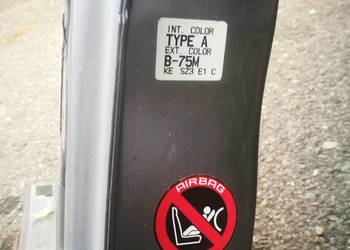 INT. COLOR
TYPE A
EXT. COLOR
B-75M
KE SZ3 E1 C
AIRBAG